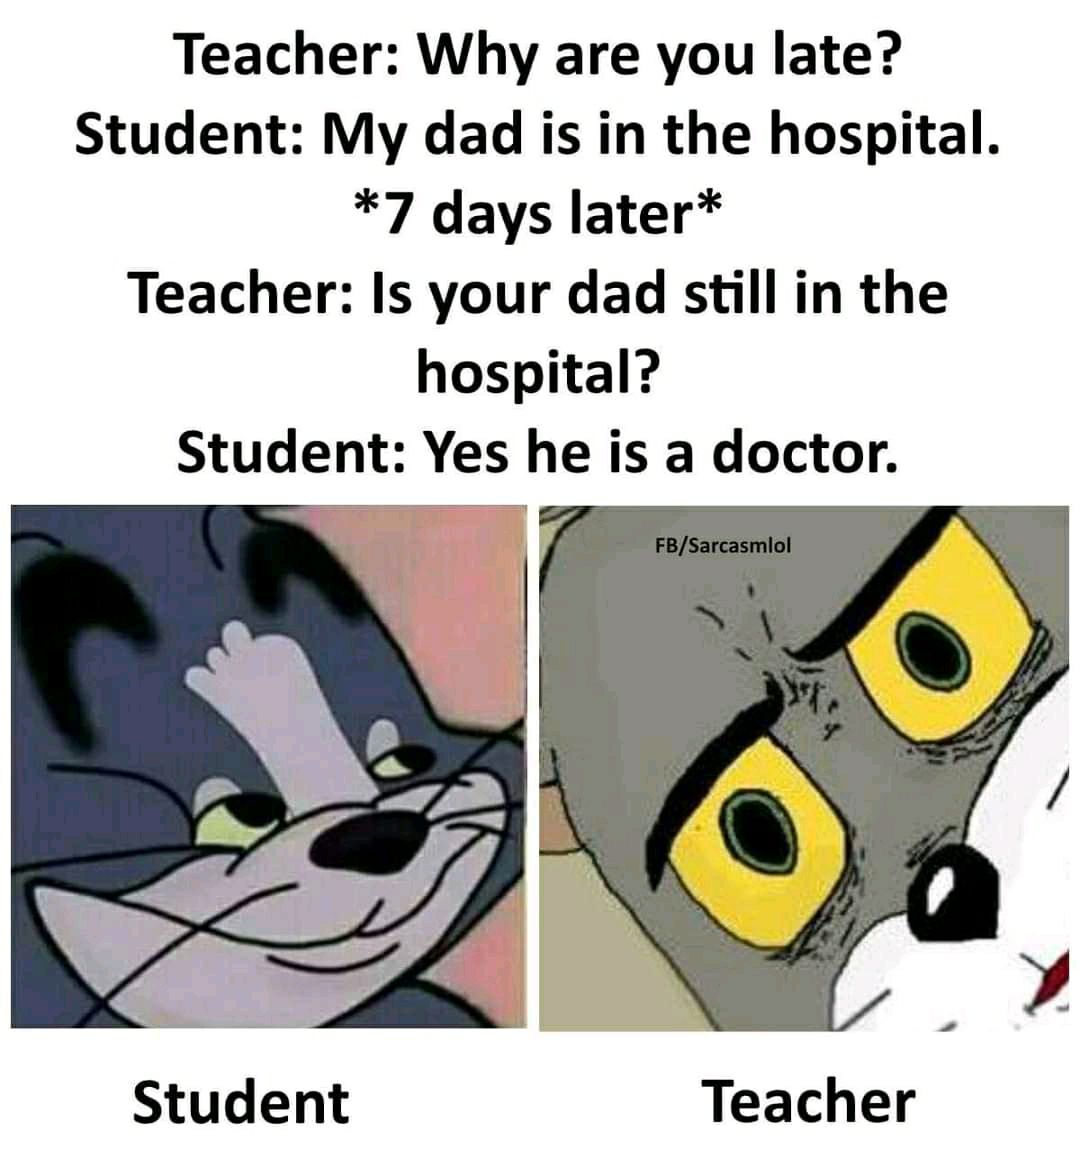 Teacher: Why are you late?
Student: My dad is in the hospital.
*7 days later*
Teacher: Is your dad still in the
hospital?
Student: Yes he is a doctor.
FB/Sarcasmlol
Student
Teacher